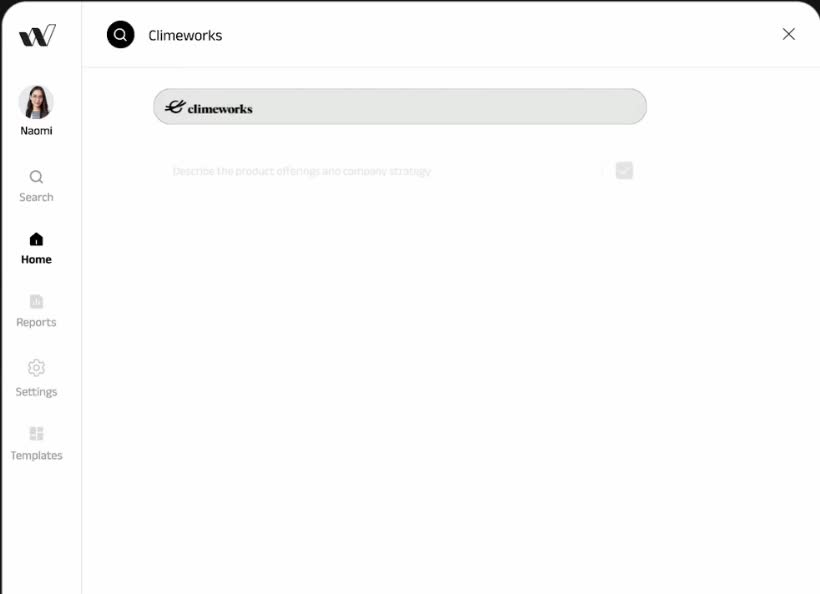 Climeworks
Naomi
climeworks
Describe the product offerings and company strategy
Search
Home
Reports
Settings
Templates